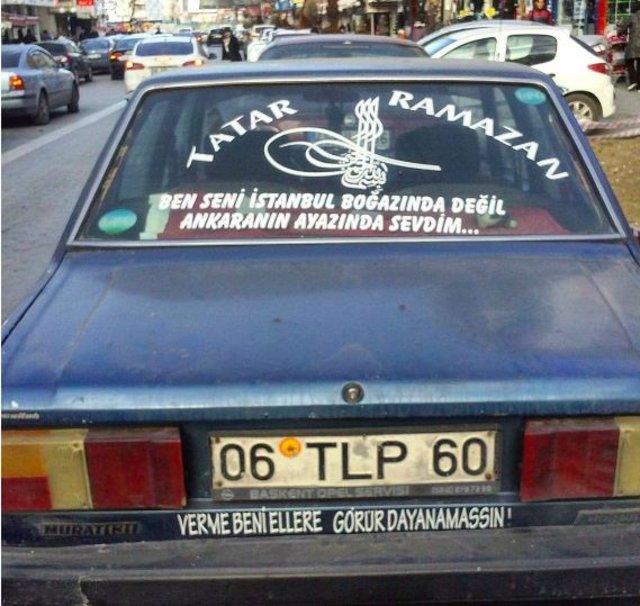 TATAR RAMAZAN
BEN SENİ İSTANBUL BOĞAZINDA DEĞİL
ANKARANIN AYAZINDA SEVDİM...
06 TLP 60
BAŞKENT OPEL SERVİSİ
MURAT
VERME BENİ ELLERE GÖRÜR DAYANAMASSIN!